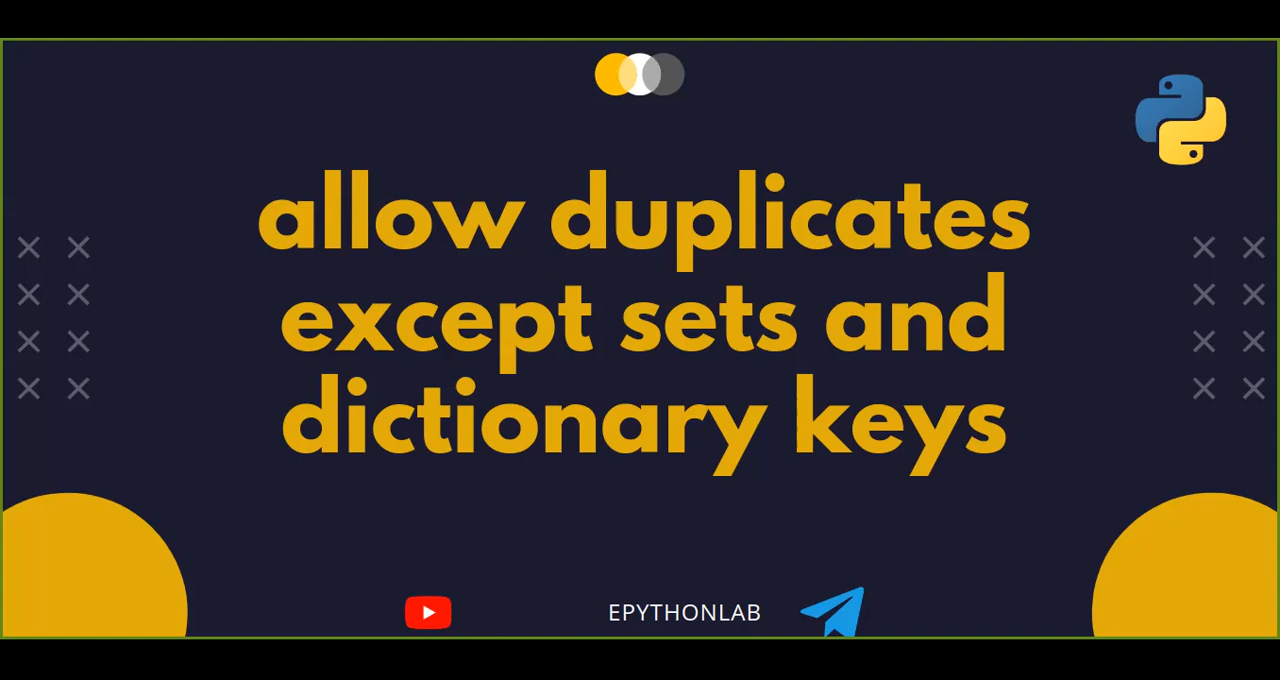 allow duplicates
except sets and
dictionary keys
EPYTHONLAB